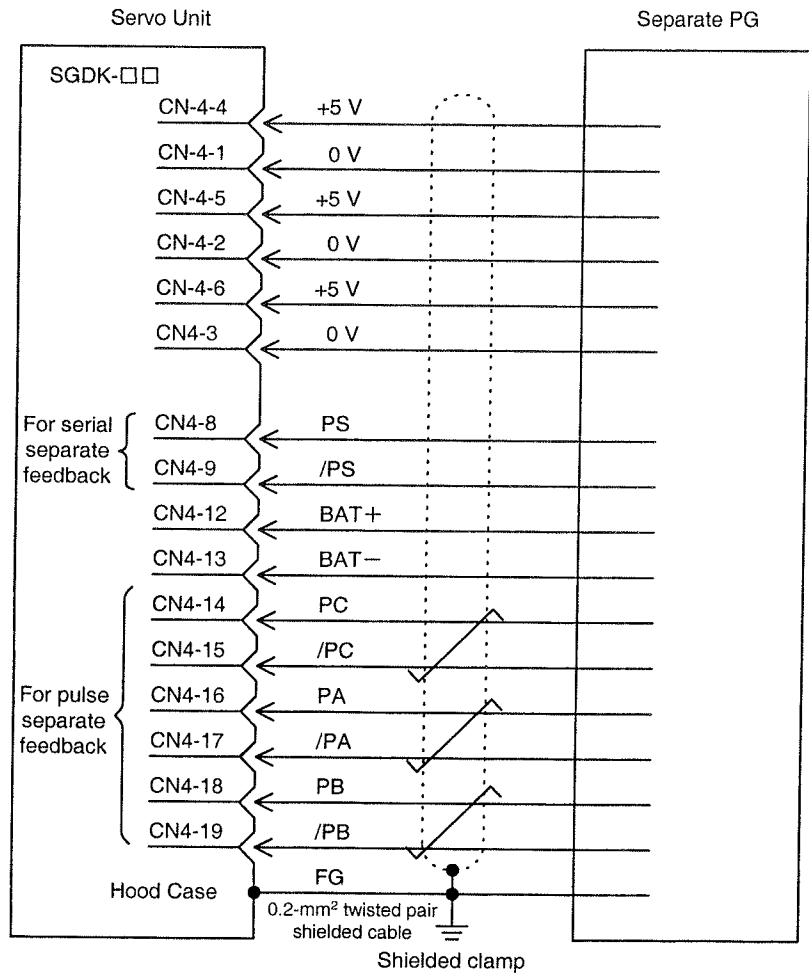 Servo Unit
Separate PG
SGDK-□□
CN-4-4 +5 V
CN-4-1 0 V
CN-4-5 +5 V
CN-4-2 0 V
CN-4-6 +5 V
CN4-3 0 V
For serial
separate
feedback
CN4-8 PS
CN4-9 /PS
CN4-12 BAT+
CN4-13 BAT−
For pulse
separate
feedback
CN4-14 PC
CN4-15 /PC
CN4-16 PA
CN4-17 /PA
CN4-18 PB
CN4-19 /PB
Hood Case FG
0.2-mm² twisted pair
shielded cable
Shielded clamp